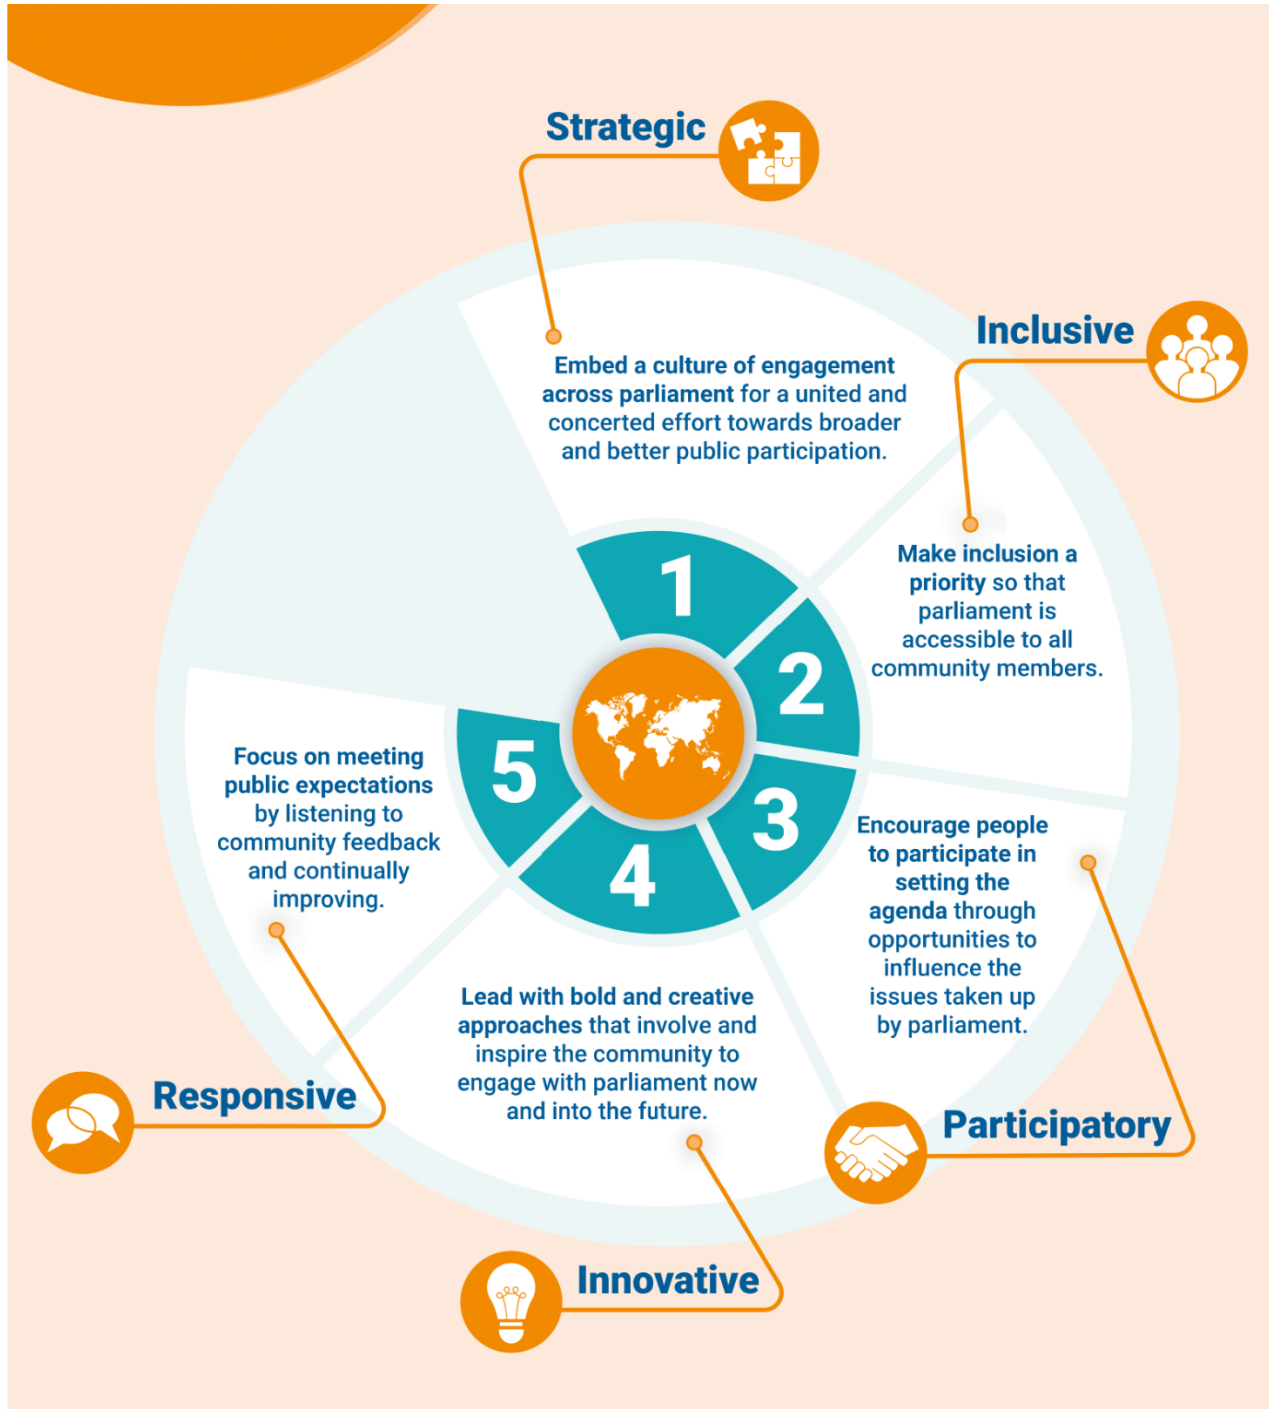 Strategic
Embed a culture of engagement
across parliament for a united and
concerted effort towards broader
and better public participation.
1
Inclusive
Make inclusion a
priority so that
parliament is
accessible to all
community members.
2
Participatory
Encourage people
to participate in
setting the
agenda through
opportunities to
influence the
issues taken up
by parliament.
3
Innovative
Lead with bold and creative
approaches that involve and
inspire the community to
engage with parliament now
and into the future.
4
Responsive
Focus on meeting
public expectations
by listening to
community feedback
and continually
improving.
5